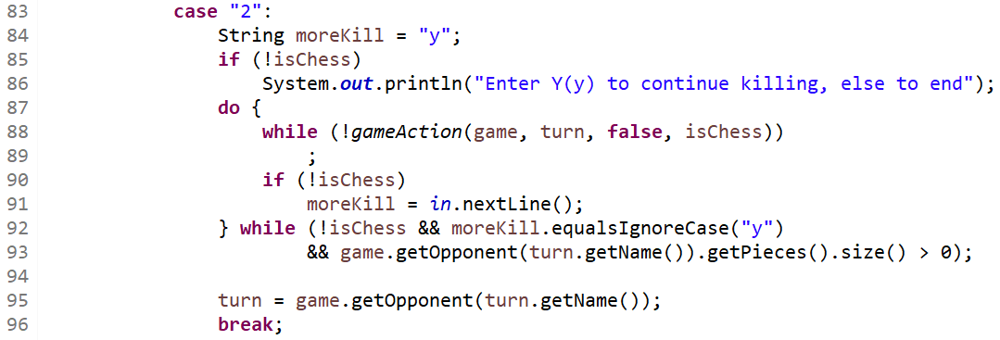 83 case "2":
84 String moreKill = "y";
85 if (!isChess)
86 System.out.println("Enter Y(y) to continue killing, else to end");
87 do {
88 while (!gameAction(game, turn, false, isChess))
89 ;
90 if (!isChess)
91 moreKill = in.nextLine();
92 } while (!isChess && moreKill.equalsIgnoreCase("y")
93 && game.getOpponent(turn.getName()).getPieces().size() > 0);
94
95 turn = game.getOpponent(turn.getName());
96 break;